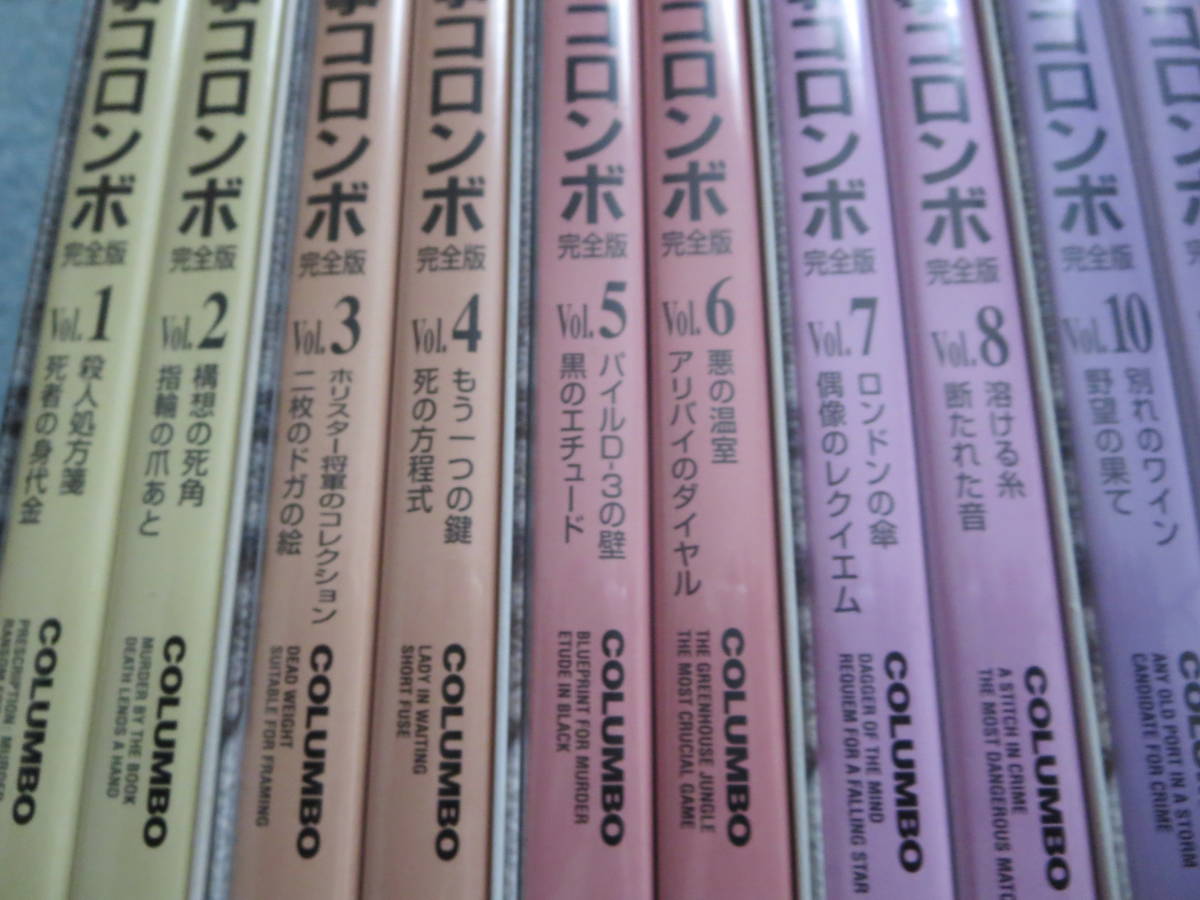 コロンボ
完全版
Vol.1
殺人処方箋
死者の身代金
COLUMBO
PRESCRIPTION: MURDER
コロンボ
完全版
Vol.2
構想の死角
指輪の爪あと
COLUMBO
MURDER BY THE BOOK
DEATH LENDS A HAND
コロンボ
完全版
Vol.3
ホリスター将軍のコレクション
二枚のドガの絵
COLUMBO
DEAD WEIGHT
SUITABLE FOR FRAMING
コロンボ
完全版
Vol.4
もう一つの鍵
死の方程式
COLUMBO
LADY IN WAITING
SHORT FUSE
コロンボ
完全版
Vol.5
パイルD-3の壁
黒のエチュード
COLUMBO
BLUEPRINT FOR MURDER
ETUDE IN BLACK
コロンボ
完全版
Vol.6
悪の温室
アリバイのダイヤル
COLUMBO
THE GREENHOUSE JUNGLE
THE MOST CRUCIAL GAME
コロンボ
完全版
Vol.7
ロンドンの傘
偶像のレクイエム
COLUMBO
DAGGER OF THE MIND
REQUIEM FOR A FALLING STAR
コロンボ
完全版
Vol.8
溶ける糸
断たれた音
COLUMBO
A STITCH IN CRIME
THE MOST DANGEROUS MATC
コロンボ
完全版
Vol.10
別れのワイン
野望の果て
ANY OLD PORT IN A STORM
CANDIDATE FOR CRIME
コロンボ